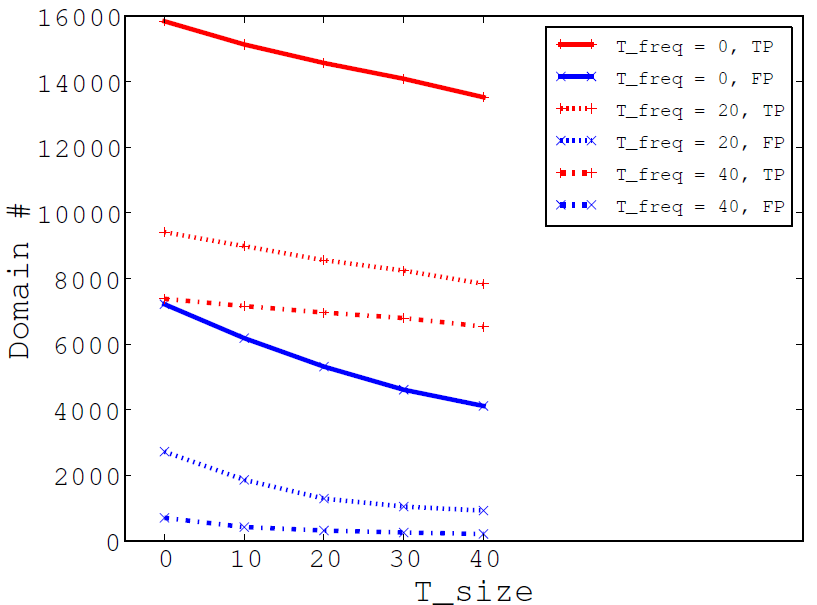 16000
14000
12000
10000
8000
6000
4000
2000
0
Domain #
0 10 20 30 40
T_size
T_freq = 0, TP
T_freq = 0, FP
T_freq = 20, TP
T_freq = 20, FP
T_freq = 40, TP
T_freq = 40, FP